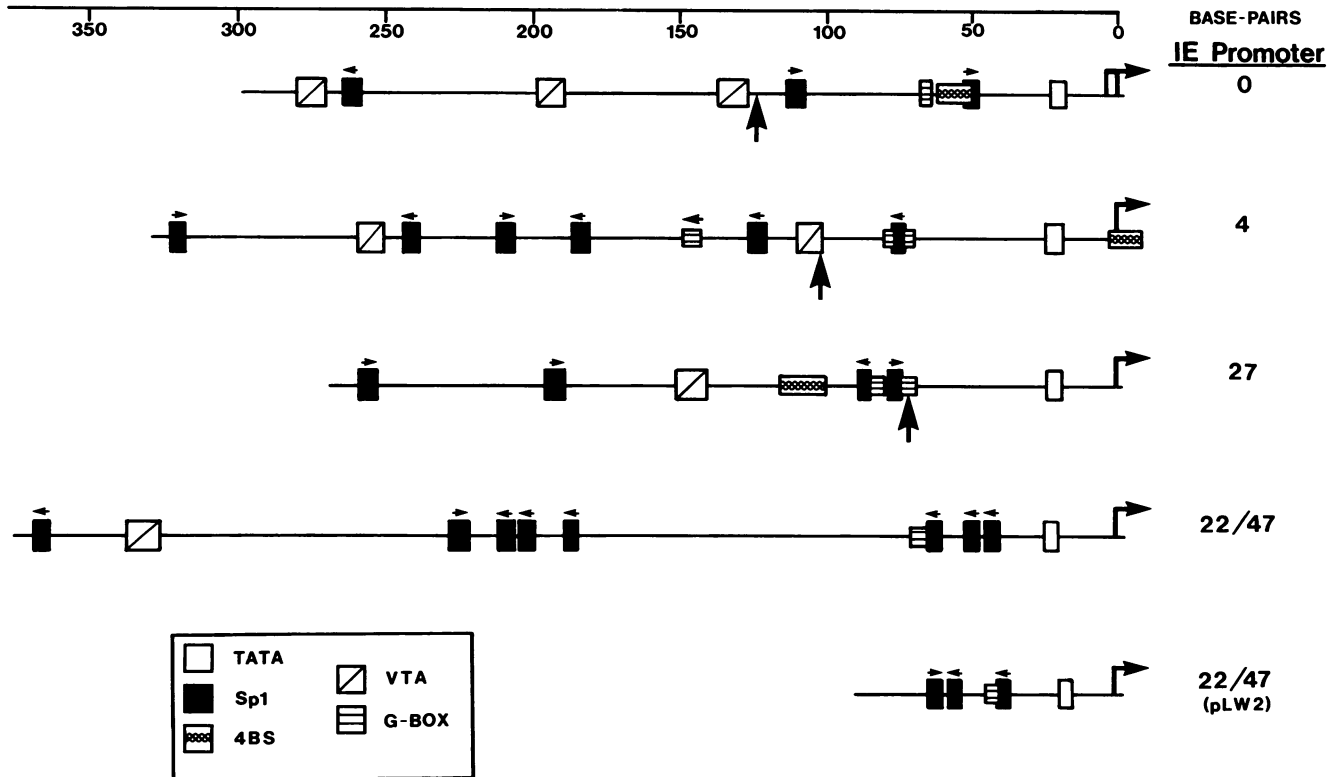 350 300 250 200 150 100 50 0 BASE-PAIRS
IE Promoter
0
4
27
22/47
22/47
(pLW2)
TATA
Sp1
4BS
VTA
G-BOX